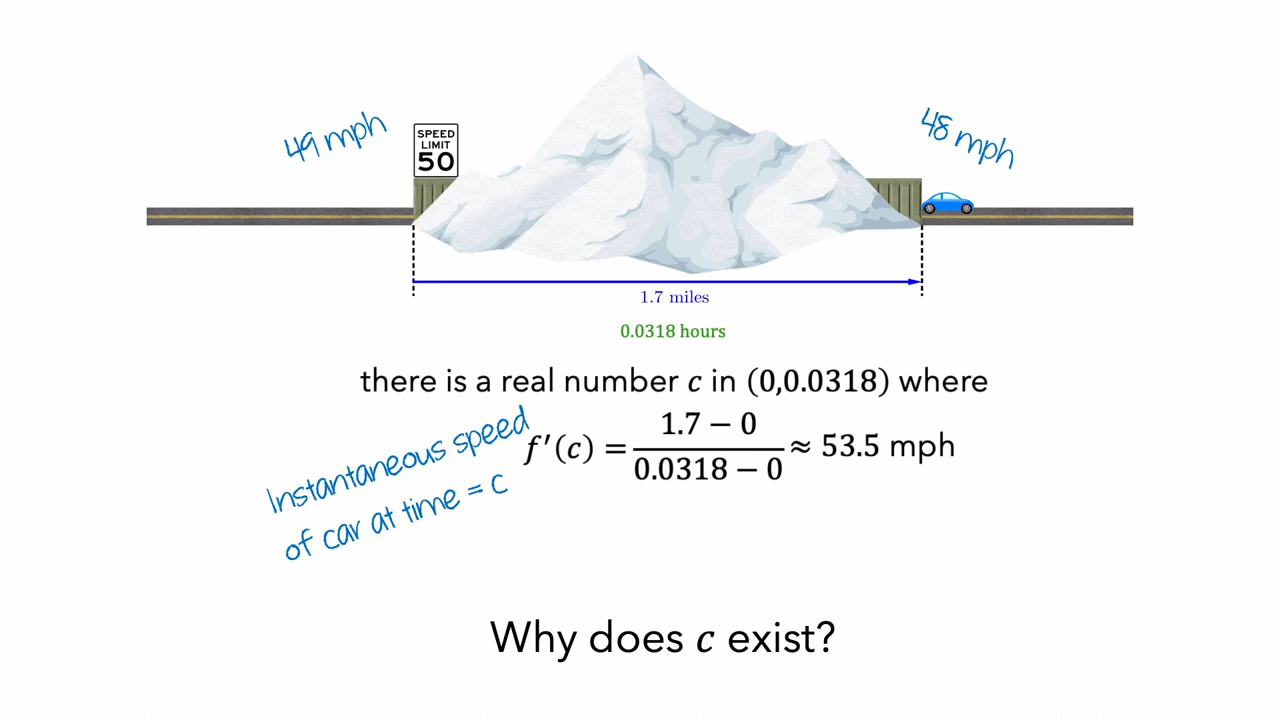 49 mph
SPEED
LIMIT
50
48 mph
1.7 miles
0.0318 hours
there is a real number c in (0,0.0318) where
f′(c) = (1.7 − 0)/(0.0318 − 0) ≈ 53.5 mph
Instantaneous speed
of car at time = c
Why does c exist?